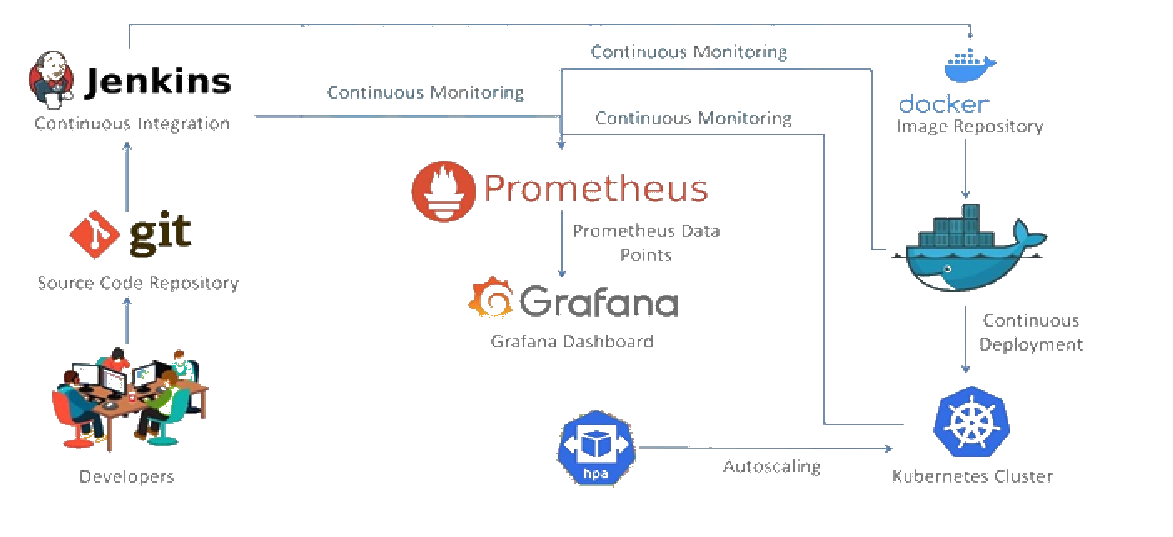 Continuous Monitoring
Jenkins
Continuous Monitoring
docker
Continuous Integration
Continuous Monitoring
Image Repository
Prometheus
git
Prometheus Data
Points
Source Code Repository
Grafana
Grafana Dashboard
Continuous
Deployment
hpa
Autoscaling
Developers
Kubernetes Cluster